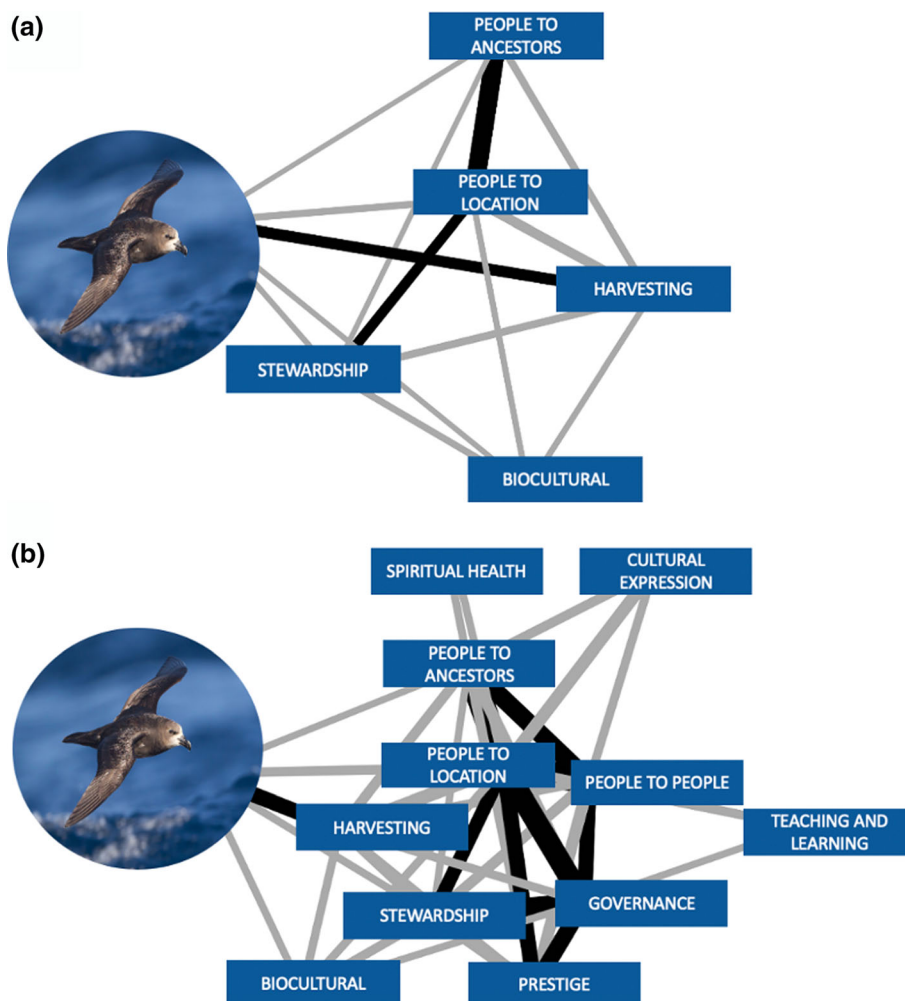 (a)
PEOPLE TO
ANCESTORS
PEOPLE TO
LOCATION
HARVESTING
STEWARDSHIP
BIOCULTURAL
(b)
SPIRITUAL HEALTH
CULTURAL
EXPRESSION
PEOPLE TO
ANCESTORS
PEOPLE TO
LOCATION
PEOPLE TO PEOPLE
HARVESTING
TEACHING AND
LEARNING
STEWARDSHIP
GOVERNANCE
BIOCULTURAL
PRESTIGE